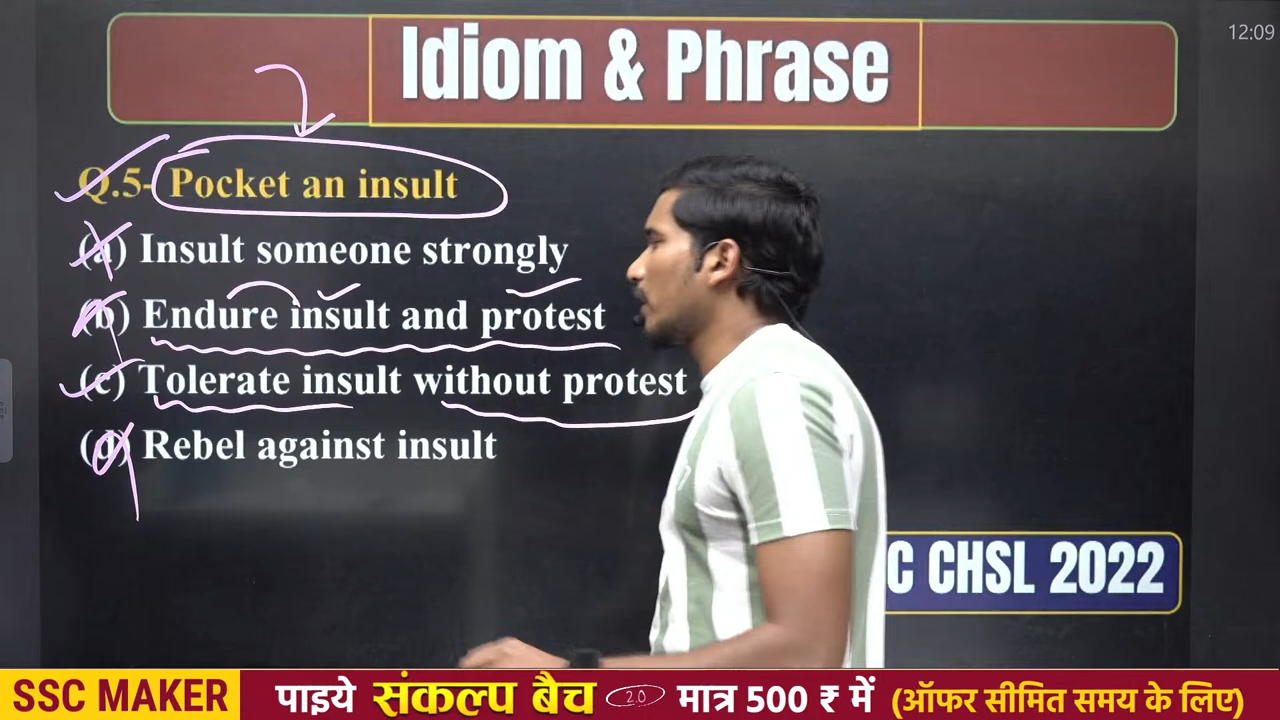 12:09
Idiom & Phrase
Q.5- Pocket an insult
(a) Insult someone strongly
(b) Endure insult and protest
(c) Tolerate insult without protest
(d) Rebel against insult
C CHSL 2022
SSC MAKER पाइये संकल्प बैच 2.0 मात्र 500 ₹ में (ऑफर सीमित समय के लिए)